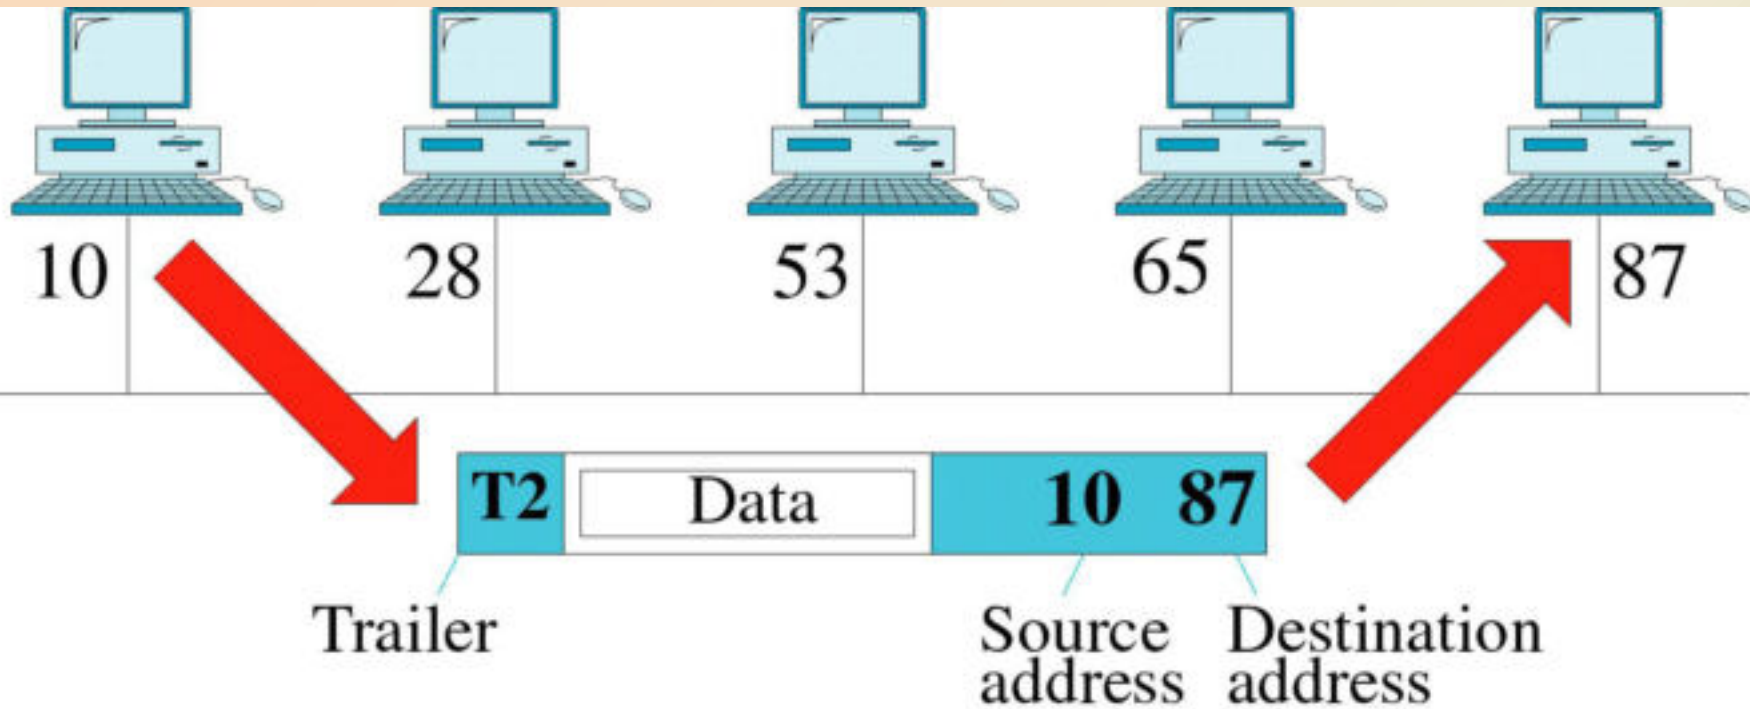 10 28 53 65 87
T2 Data 10 87
Trailer
Source address
Destination address